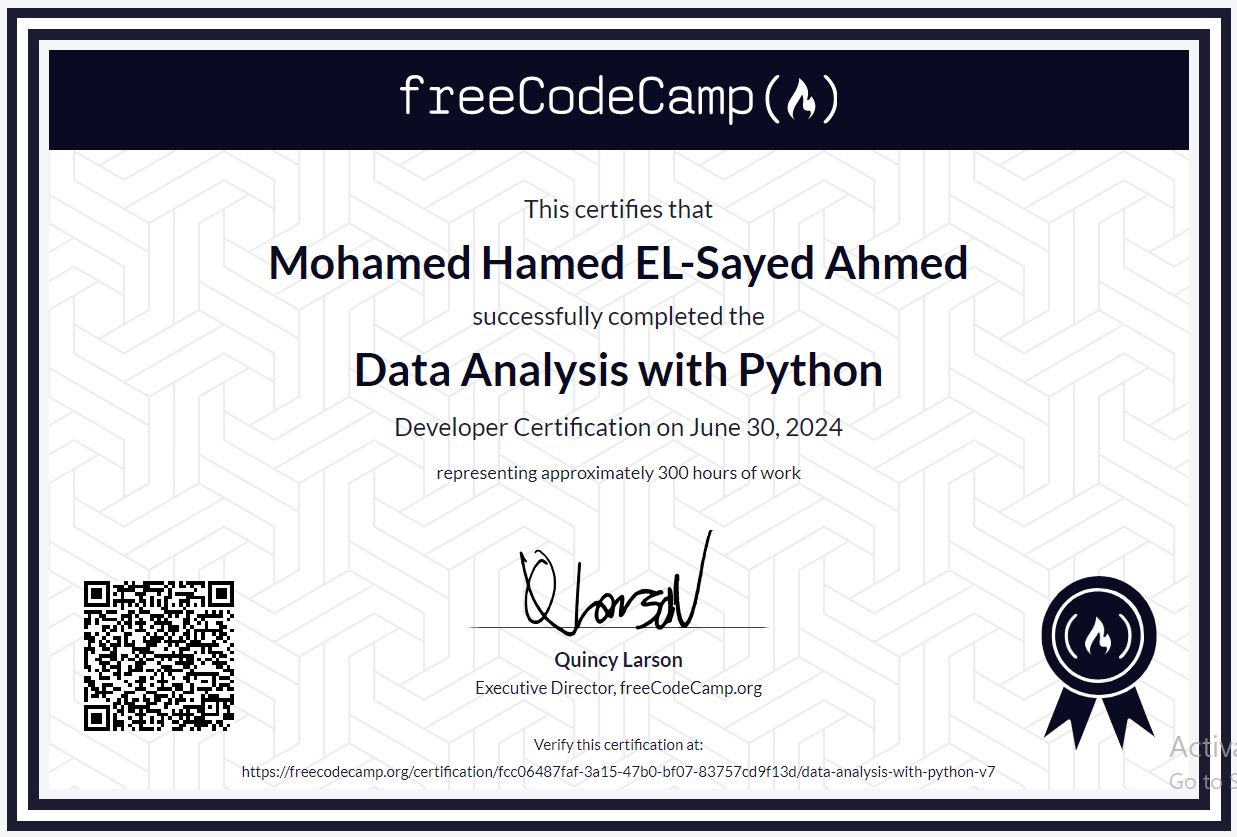 freeCodeCamp
This certifies that
Mohamed Hamed EL-Sayed Ahmed
successfully completed the
Data Analysis with Python
Developer Certification on June 30, 2024
representing approximately 300 hours of work
Quincy Larson
Executive Director, freeCodeCamp.org
Verify this certification at:
https://freecodecamp.org/certification/fcc06487faf-3a15-47b0-bf07-83757cd9f13d/data-analysis-with-python-v7
Go to